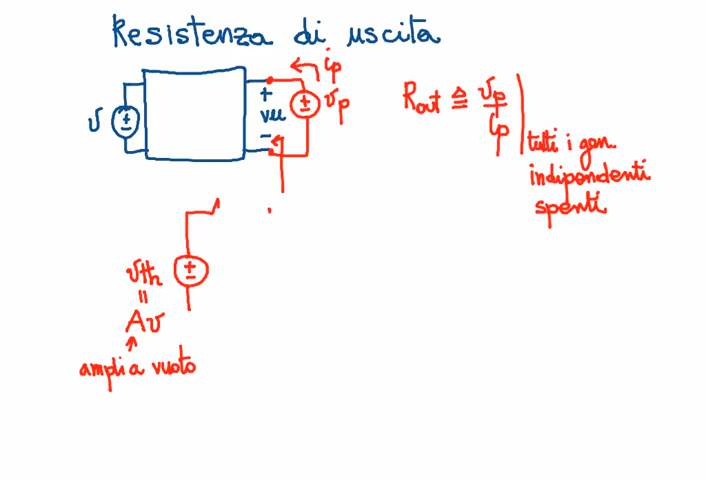 Resistenza di uscita
ip
+
v
+
-
vu
-
+
-
vp
Rout ≜ vp/ip | tutti i gen.
indipendenti
spenti
+
-
vth
=
Av
ampli a vuoto